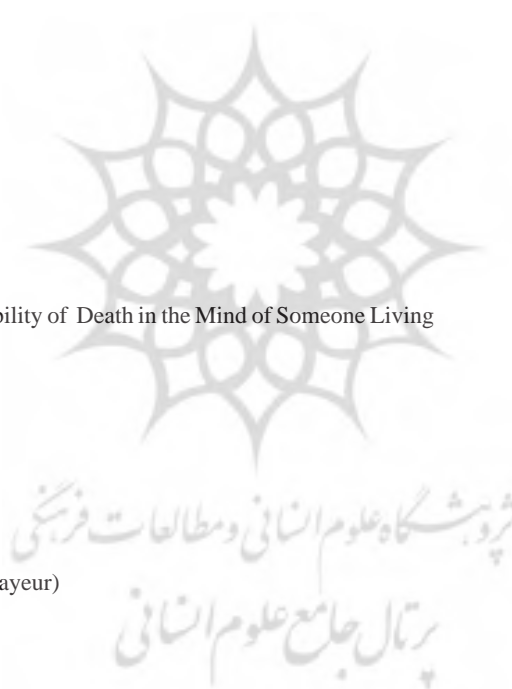 bility of Death in the Mind of Someone Living
پژوهشگاه علوم انسانی و مطالعات فرهنگی
ayeur)
پرتال جامع علوم انسانی